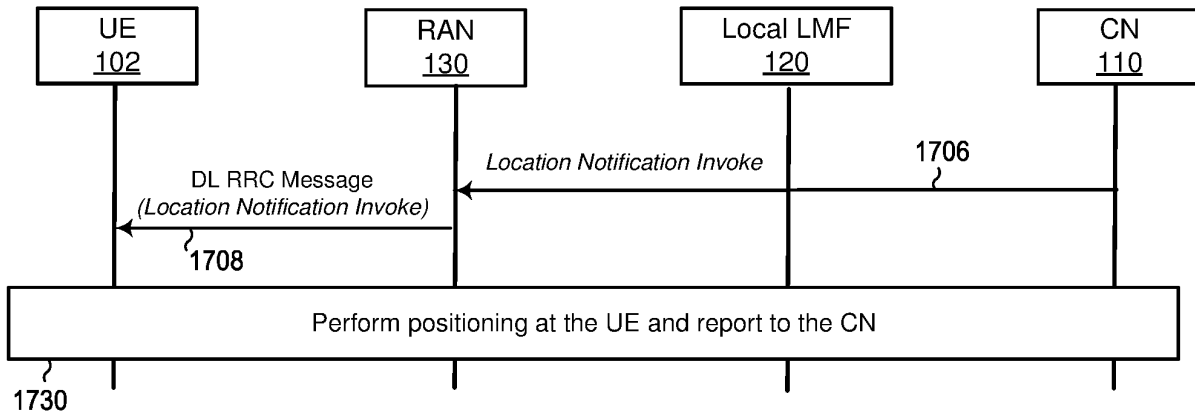 UE
102
RAN
130
Local LMF
120
CN
110
Location Notification Invoke
1706
DL RRC Message
(Location Notification Invoke)
1708
Perform positioning at the UE and report to the CN
1730